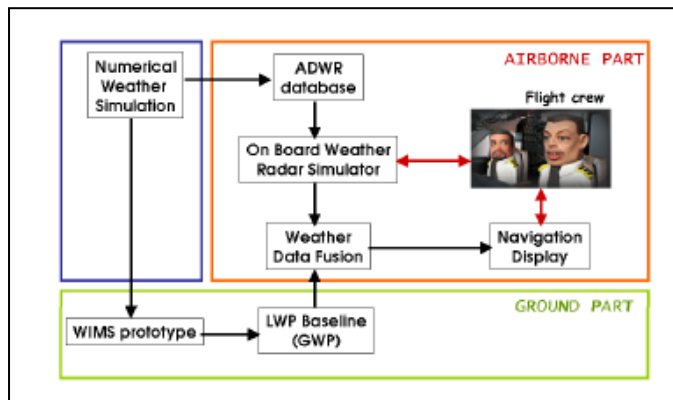 Numerical
Weather
Simulation
ADWR
database
AIRBORNE PART
Flight crew
On Board Weather
Radar Simulator
Weather
Data Fusion
Navigation
Display
GROUND PART
WIMS prototype
LWP Baseline
(GWP)